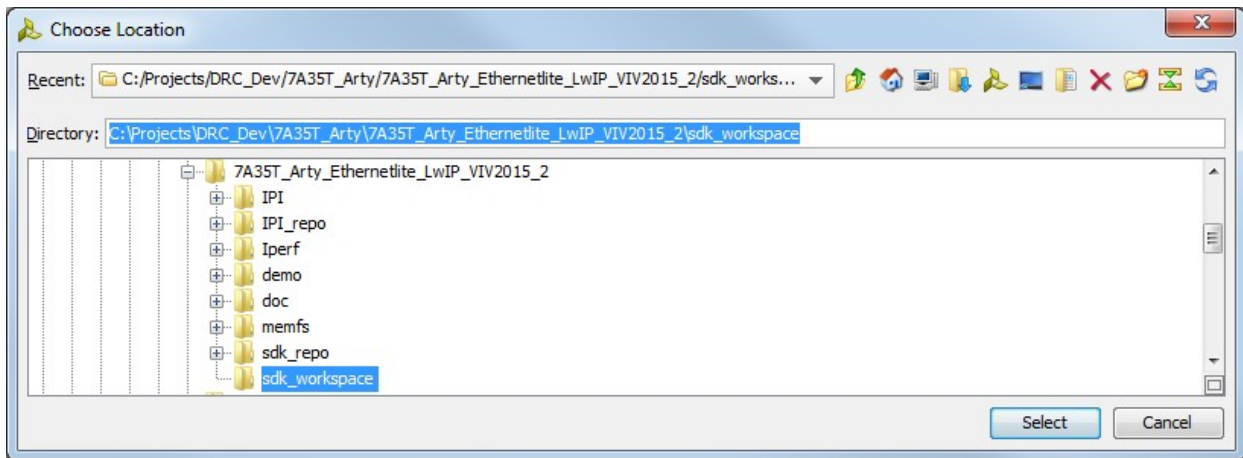 Choose Location
Recent: C:/Projects/DRC_Dev/7A35T_Arty/7A35T_Arty_Ethernetlite_LwIP_VIV2015_2/sdk_works...
Directory: C:\Projects\DRC_Dev\7A35T_Arty\7A35T_Arty_Ethernetlite_LwIP_VIV2015_2\sdk_workspace
7A35T_Arty_Ethernetlite_LwIP_VIV2015_2
IPI
IPI_repo
Iperf
demo
doc
memfs
sdk_repo
sdk_workspace
Select Cancel